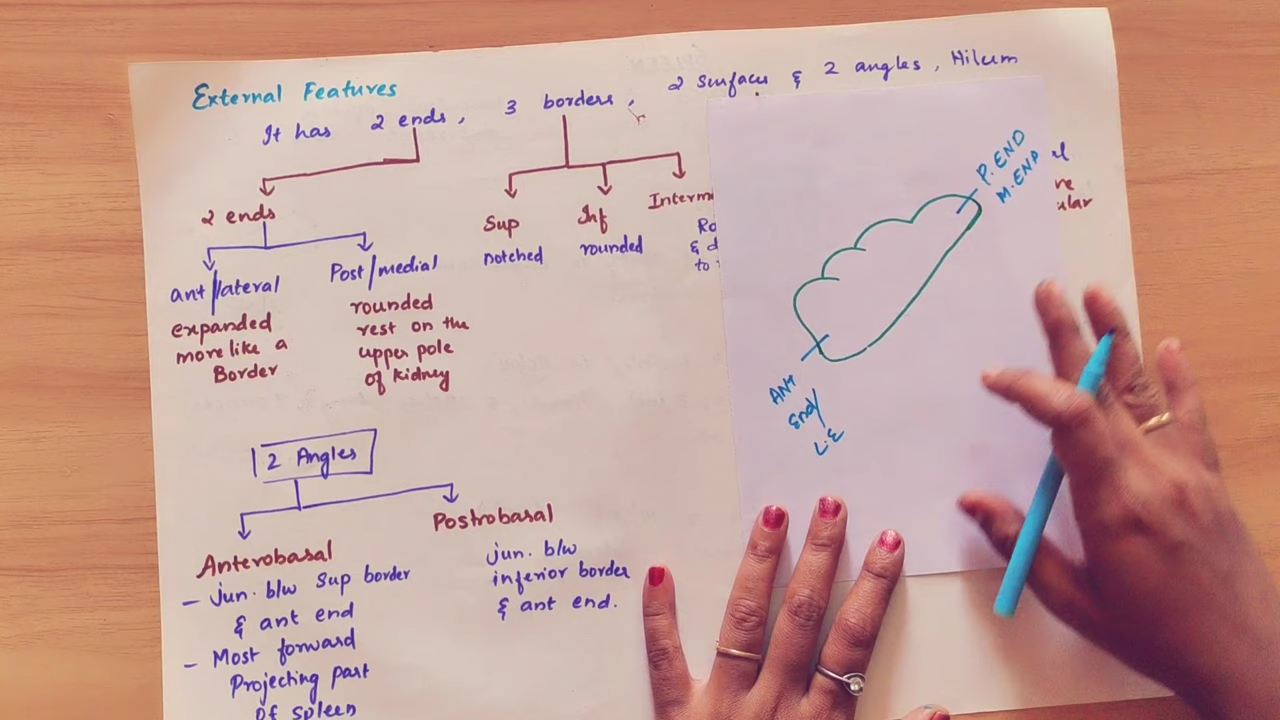 External Features
It has 2 ends, 3 borders, 2 surfaces & 2 angles, Hilum
2 ends
ant/lateral
expanded
more like a
Border
Post/medial
rounded
rest on the
upper pole
of kidney
Sup
notched
Inf
rounded
Interm
Ro
& d
to
P. END
M. END
ANT
End/
L.E
2 Angles
Anterobasal
- Jun. b/w Sup border
& ant end
- Most forward
Projecting part
of spleen
Postrobasal
jun. b/w
inferior border
& ant end.